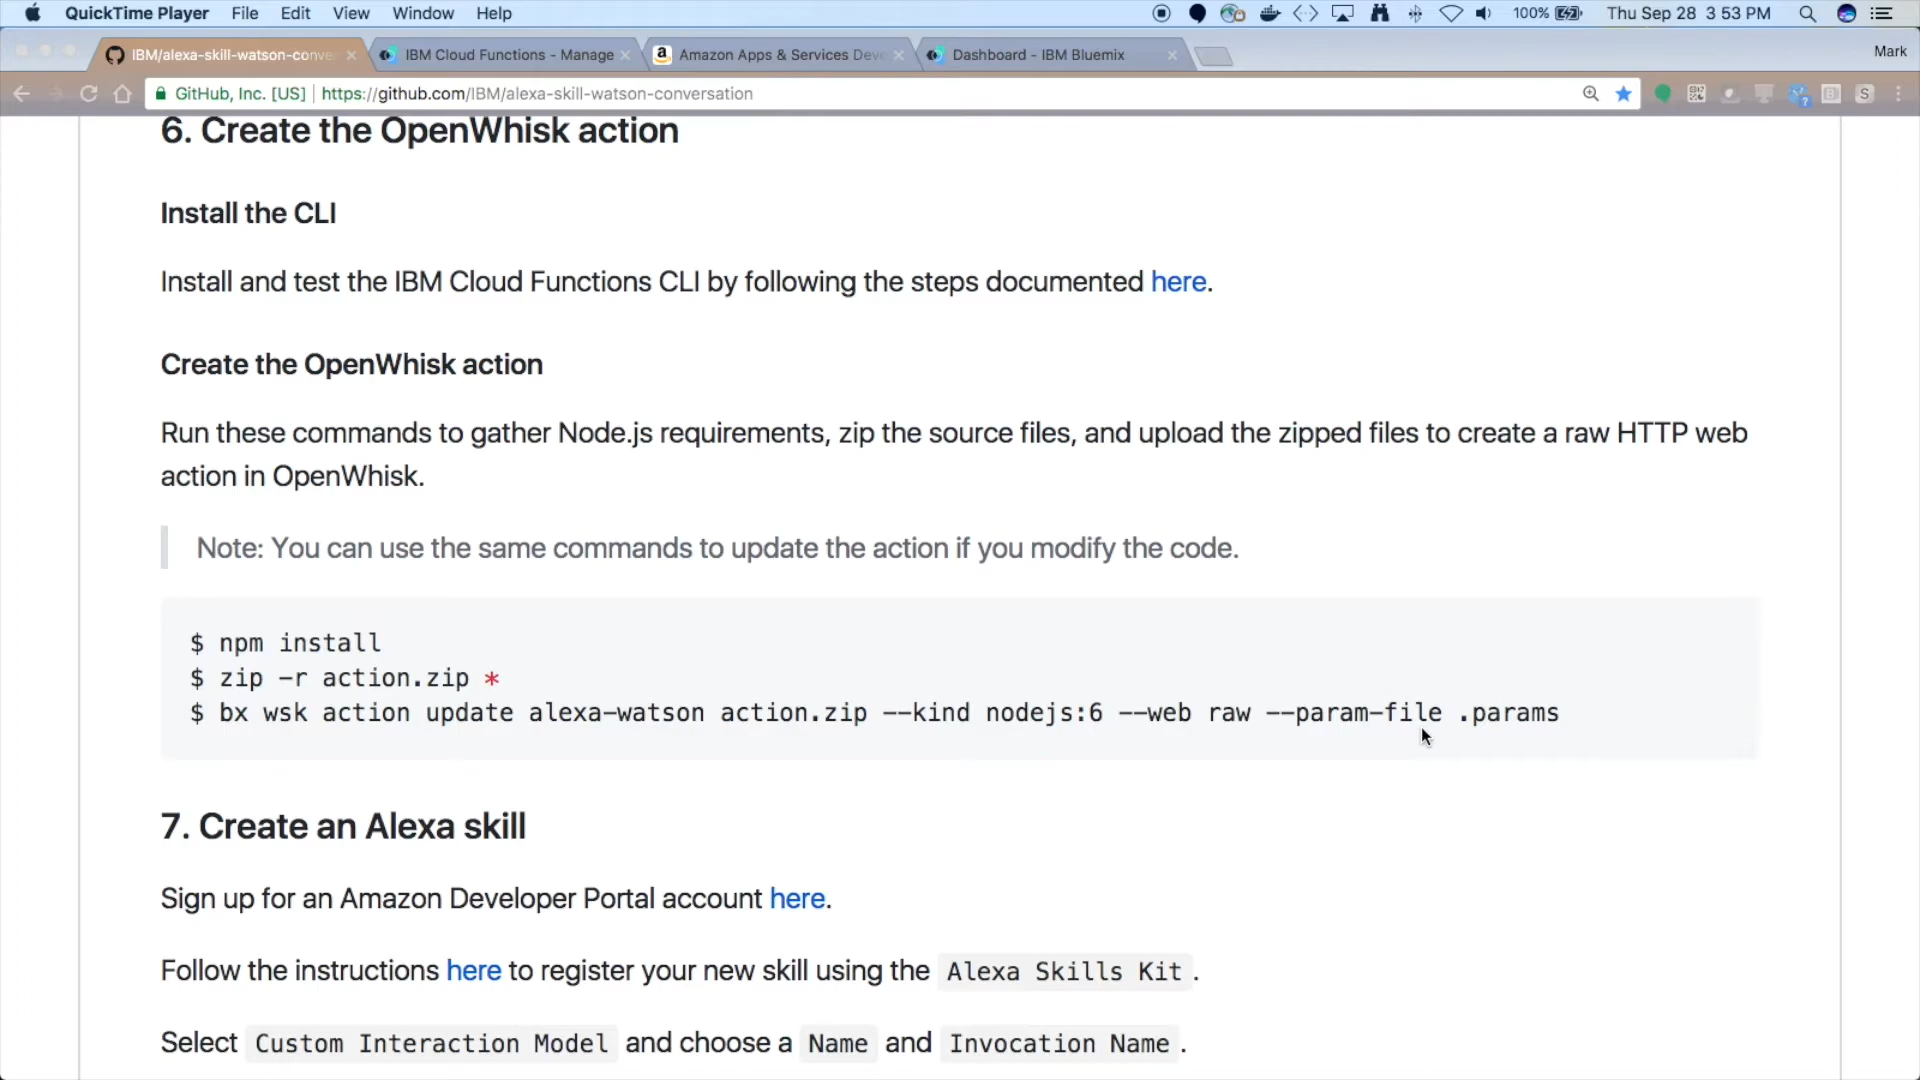 QuickTime Player File Edit View Window Help 100% Thu Sep 28 3 53 PM
IBM/alexa-skill-watson-conve IBM Cloud Functions - Manage Amazon Apps & Services Deve Dashboard - IBM Bluemix Mark
GitHub, Inc. [US] https://github.com/IBM/alexa-skill-watson-conversation
6. Create the OpenWhisk action
Install the CLI
Install and test the IBM Cloud Functions CLI by following the steps documented here.
Create the OpenWhisk action
Run these commands to gather Node.js requirements, zip the source files, and upload the zipped files to create a raw HTTP web
action in OpenWhisk.
Note: You can use the same commands to update the action if you modify the code.
$ npm install
$ zip -r action.zip *
$ bx wsk action update alexa-watson action.zip --kind nodejs:6 --web raw --param-file .params
7. Create an Alexa skill
Sign up for an Amazon Developer Portal account here.
Follow the instructions here to register your new skill using the Alexa Skills Kit .
Select Custom Interaction Model and choose a Name and Invocation Name .